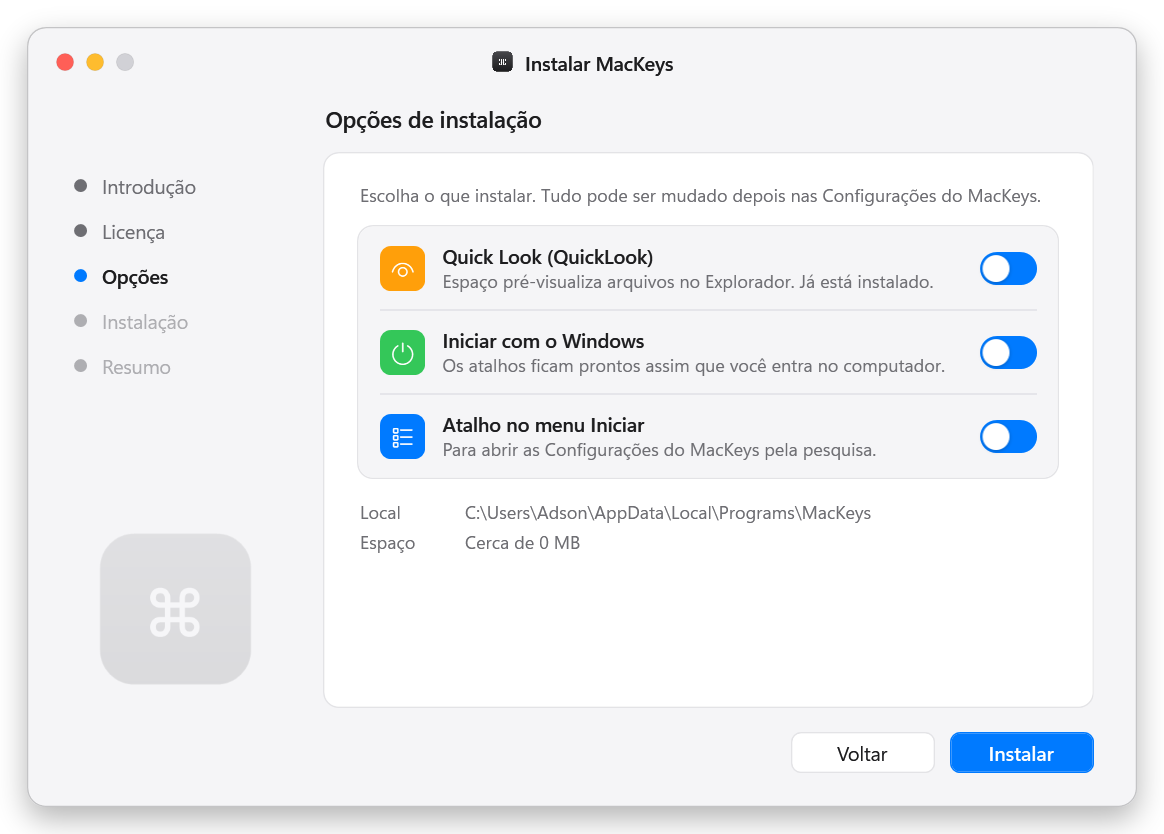 Instalar MacKeys
Opções de instalação
Introdução
Licença
Opções
Instalação
Resumo
Escolha o que instalar. Tudo pode ser mudado depois nas Configurações do MacKeys.
Quick Look (QuickLook)
Espaço pré-visualiza arquivos no Explorador. Já está instalado.
Iniciar com o Windows
Os atalhos ficam prontos assim que você entra no computador.
Atalho no menu Iniciar
Para abrir as Configurações do MacKeys pela pesquisa.
Local C:\Users\Adson\AppData\Local\Programs\MacKeys
Espaço Cerca de 0 MB
Voltar
Instalar